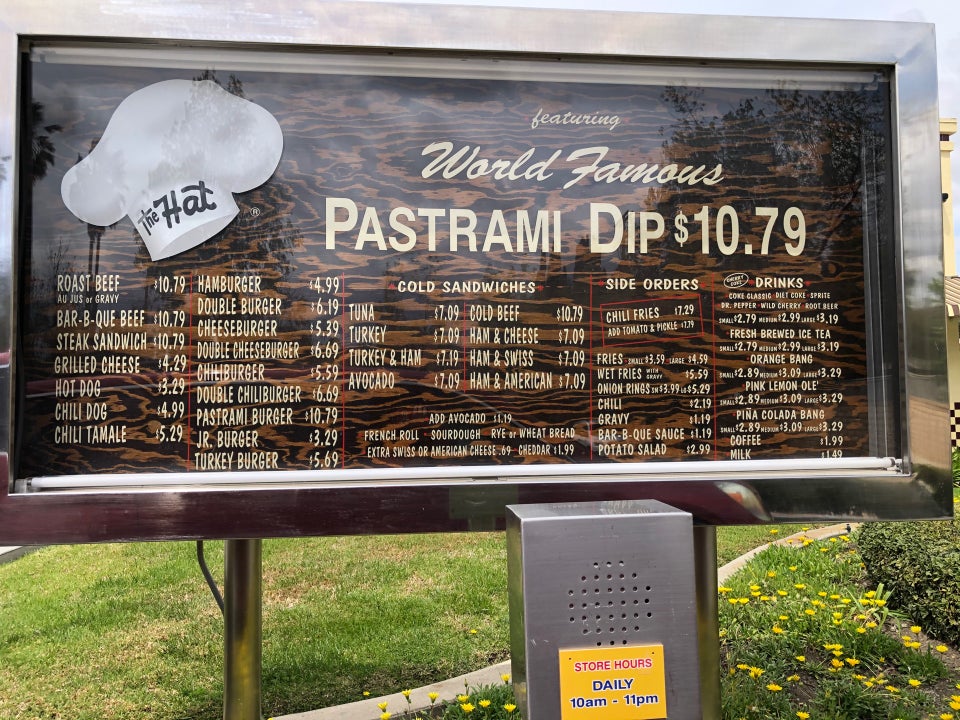 featuring
World Famous
The Hat ®
PASTRAMI DIP $10.79
ROAST BEEF $10.79
AU JUS or GRAVY
BAR-B-QUE BEEF $10.79
STEAK SANDWICH $10.79
GRILLED CHEESE $4.29
HOT DOG $3.29
CHILI DOG $4.99
CHILI TAMALE $5.29
HAMBURGER $4.99
DOUBLE BURGER $6.19
CHEESEBURGER $5.39
DOUBLE CHEESEBURGER $6.69
CHILIBURGER $5.59
DOUBLE CHILIBURGER $6.69
PASTRAMI BURGER $10.79
JR. BURGER $3.29
TURKEY BURGER $5.69
COLD SANDWICHES
TUNA $7.09
TURKEY $7.09
TURKEY & HAM $7.19
AVOCADO $7.09
COLD BEEF $10.79
HAM & CHEESE $7.09
HAM & SWISS $7.09
HAM & AMERICAN $7.09
ADD AVOCADO $1.19
FRENCH ROLL - SOURDOUGH RYE or WHEAT BREAD
EXTRA SWISS OR AMERICAN CHEESE .69 CHEDDAR $1.99
SIDE ORDERS
CHILI FRIES $7.29
ADD TOMATO & PICKLE $7.79
FRIES SMALL $3.59 LARGE $4.59
WET FRIES WITH GRAVY $5.59
ONION RINGS SM $3.99 LG $5.29
CHILI $2.19
GRAVY $1.19
BAR-B-QUE SAUCE $1.19
POTATO SALAD $2.99
CHERRY COKE DRINKS
COKE CLASSIC DIET COKE SPRITE
DR. PEPPER WILD CHERRY ROOT BEER
SMALL $2.79 MEDIUM $2.99 LARGE $3.19
FRESH BREWED ICE TEA
SMALL $2.79 MEDIUM $2.99 LARGE $3.19
ORANGE BANG
SMALL $2.89 MEDIUM $3.09 LARGE $3.29
PINK LEMON OLE'
SMALL $2.89 MEDIUM $3.09 LARGE $3.29
PIÑA COLADA BANG
SMALL $2.89 MEDIUM $3.09 LARGE $3.29
COFFEE $1.99
MILK $1.49
STORE HOURS
DAILY
10am - 11pm